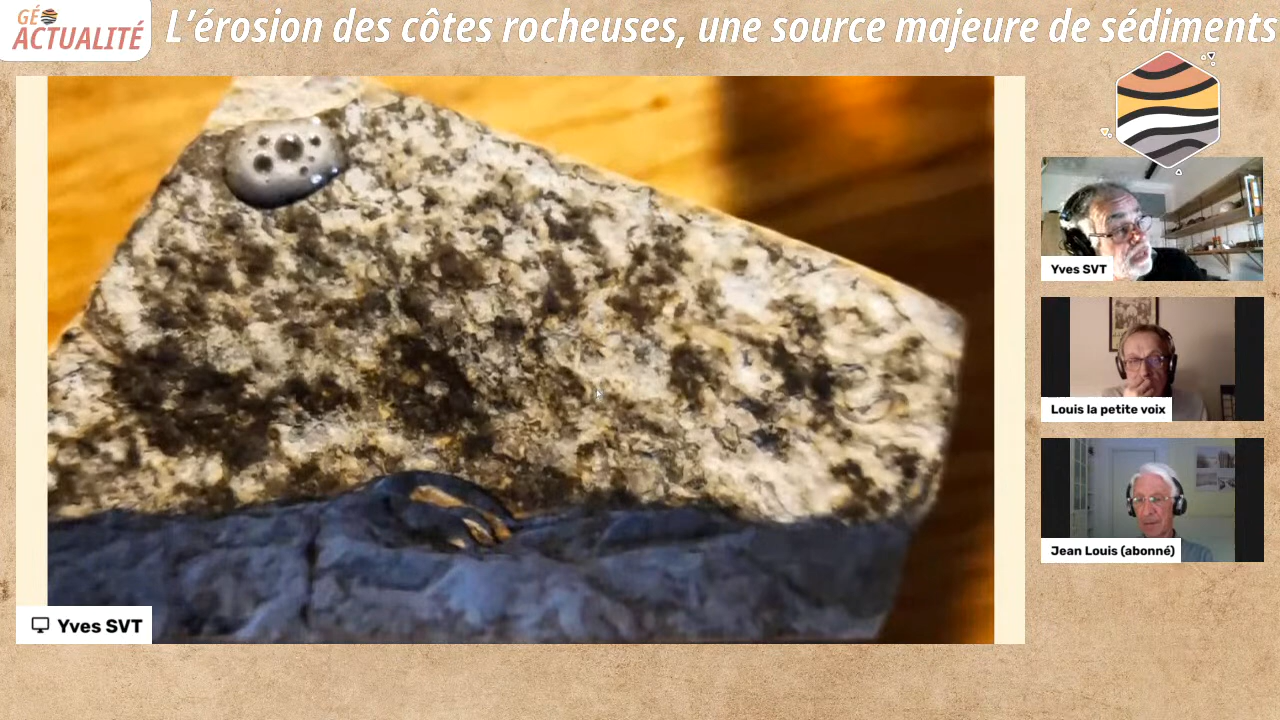 GÉO
ACTUALITÉ
L'érosion des côtes rocheuses, une source majeure de sédiments
Yves SVT
Louis la petite voix
Jean Louis (abonné)
Yves SVT